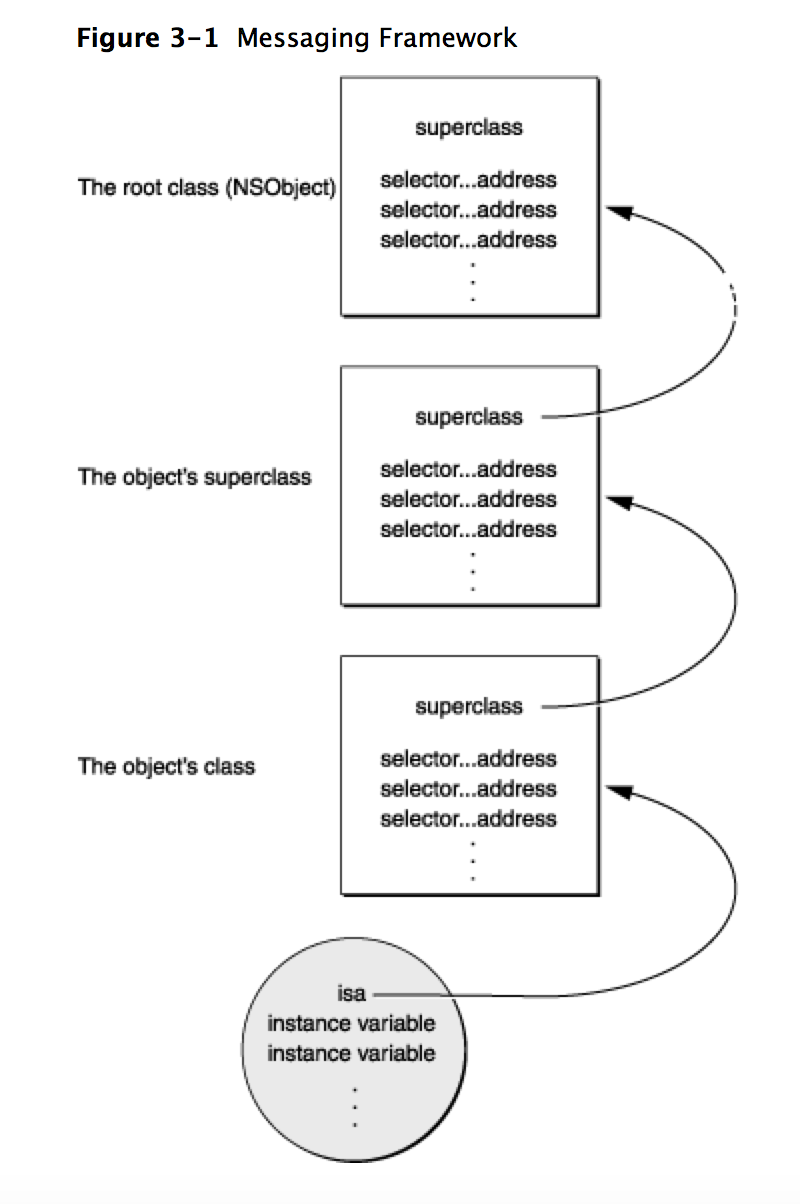 Figure 3-1 Messaging Framework
superclass
The root class (NSObject)
selector...address
selector...address
selector...address
superclass
The object's superclass
selector...address
selector...address
selector...address
superclass
The object's class
selector...address
selector...address
selector...address
isa
instance variable
instance variable